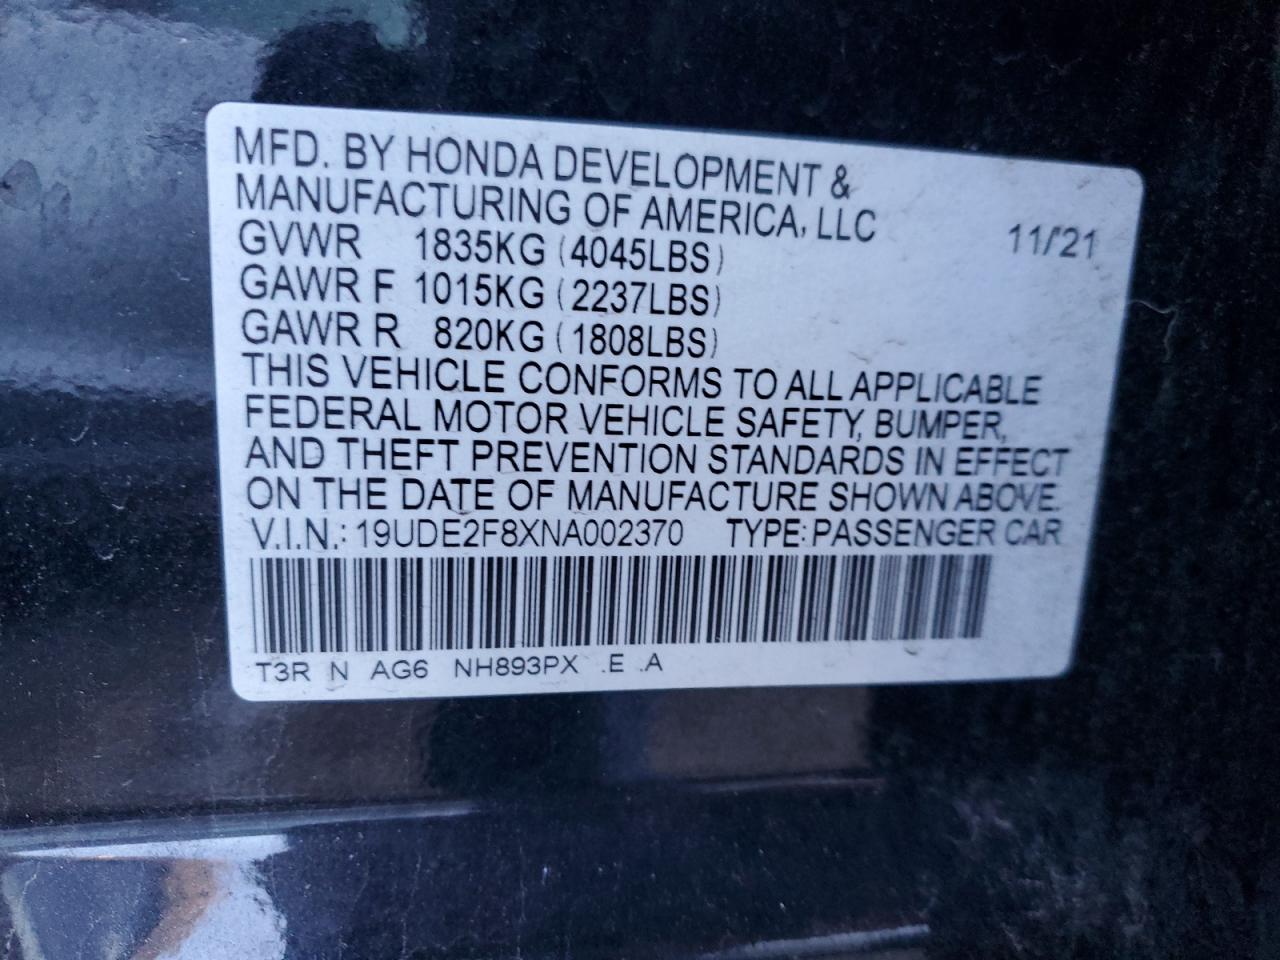 MFD. BY HONDA DEVELOPMENT &
MANUFACTURING OF AMERICA, LLC 11/'21
GVWR 1835KG (4045LBS)
GAWR F 1015KG (2237LBS)
GAWR R 820KG (1808LBS)
THIS VEHICLE CONFORMS TO ALL APPLICABLE
FEDERAL MOTOR VEHICLE SAFETY, BUMPER,
AND THEFT PREVENTION STANDARDS IN EFFECT
ON THE DATE OF MANUFACTURE SHOWN ABOVE.
V.I.N.: 19UDE2F8XNA002370 TYPE: PASSENGER CAR
T3R N AG6 NH893PX .E .A